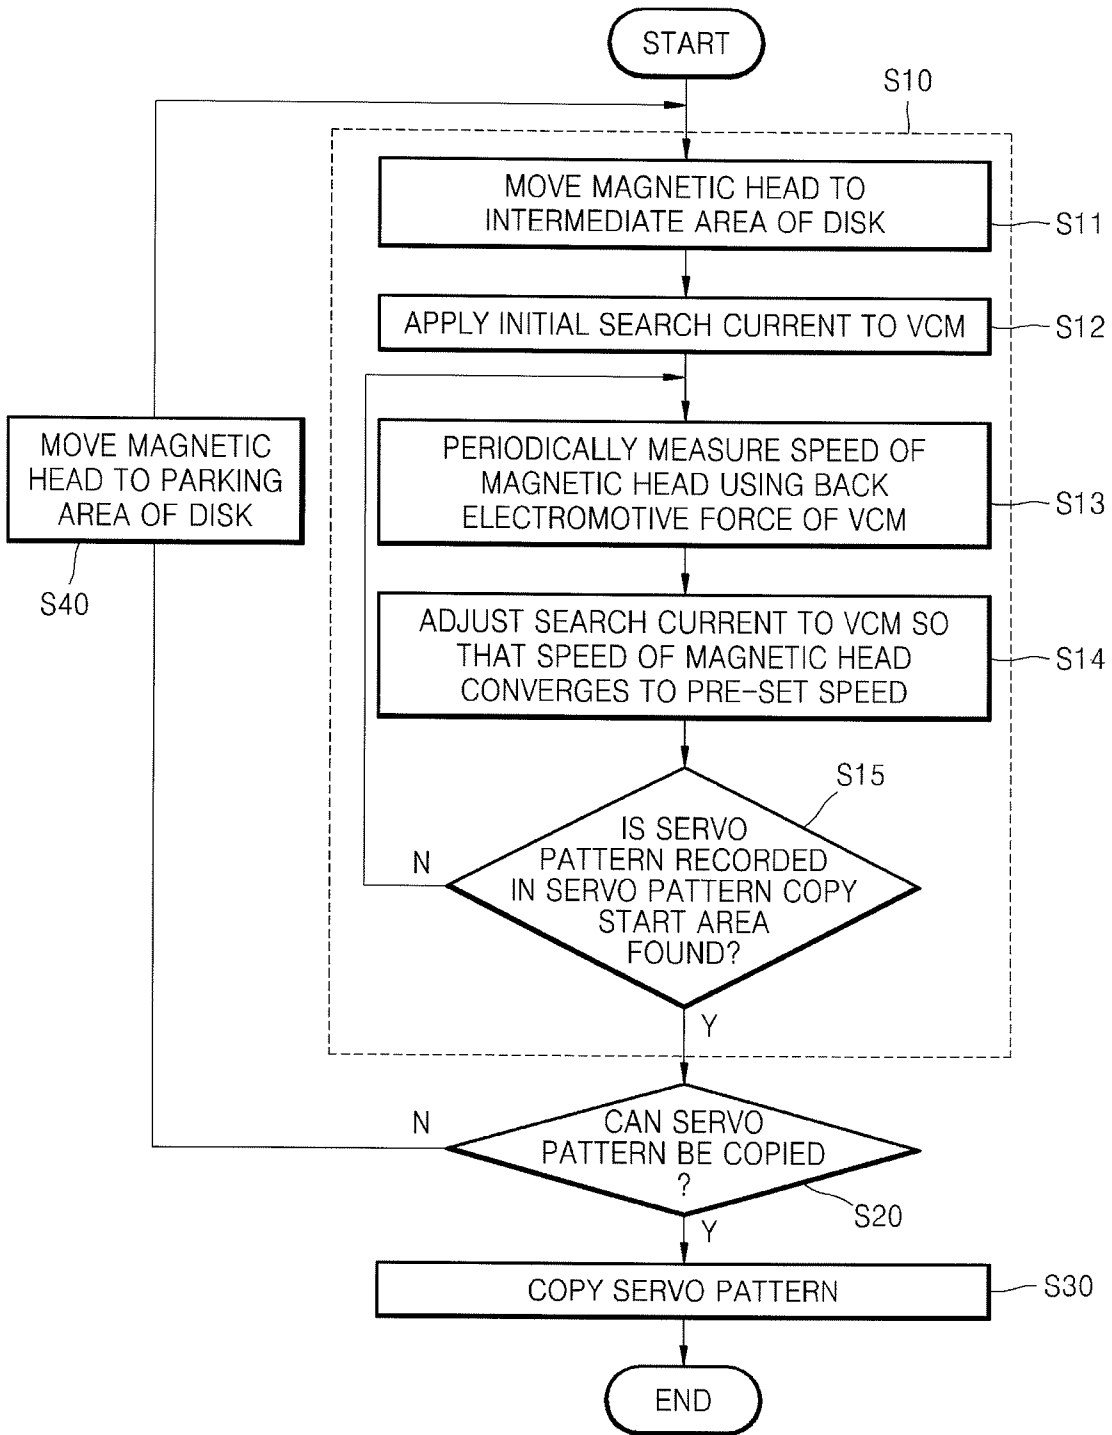 START
S10
MOVE MAGNETIC HEAD TO
INTERMEDIATE AREA OF DISK
S11
APPLY INITIAL SEARCH CURRENT TO VCM
S12
MOVE MAGNETIC
HEAD TO PARKING
AREA OF DISK
S40
PERIODICALLY MEASURE SPEED OF
MAGNETIC HEAD USING BACK
ELECTROMOTIVE FORCE OF VCM
S13
ADJUST SEARCH CURRENT TO VCM SO
THAT SPEED OF MAGNETIC HEAD
CONVERGES TO PRE-SET SPEED
S14
S15
IS SERVO
PATTERN RECORDED
IN SERVO PATTERN COPY
START AREA
FOUND?
N
Y
CAN SERVO
PATTERN BE COPIED
?
N
S20
Y
COPY SERVO PATTERN
S30
END